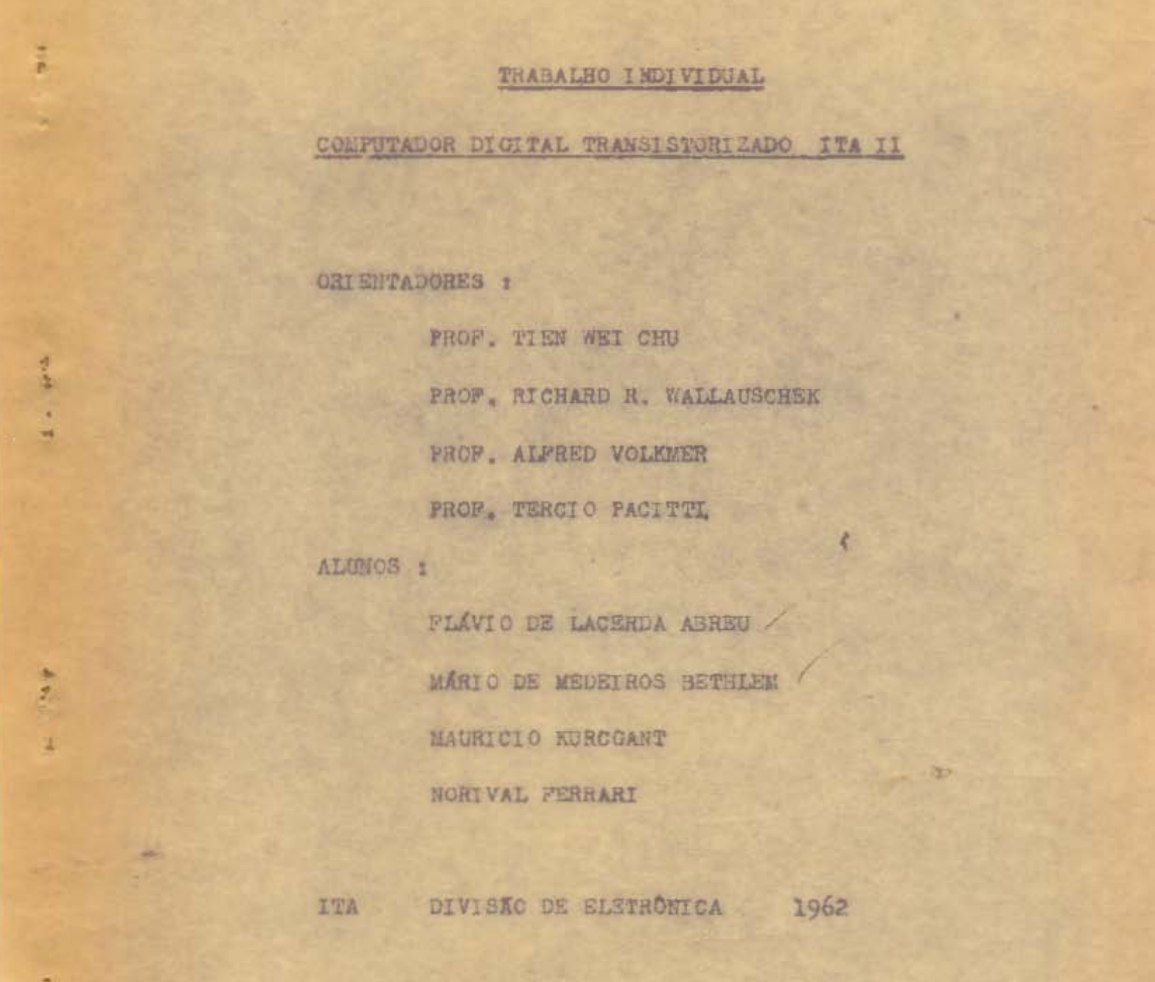 TRABALHO INDIVIDUAL
COMPUTADOR DIGITAL TRANSISTORIZADO ITA II
ORIENTADORES :
PROF. TIEN WEI CHU
PROF. RICHARD R. WALLAUSCHEK
PROF. ALFRED VOLKMER
PROF. TERCIO PACITTI.
ALUNOS :
FLÁVIO DE LACERDA ABREU
MÁRIO DE MEDEIROS BETHLEM
MAURICIO KURCGANT
NORIVAL FERRARI
ITA DIVISÃO DE ELETRÔNICA 1962